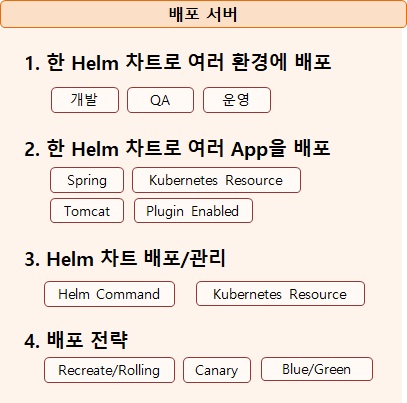 배포 서버
1. 한 Helm 차트로 여러 환경에 배포
개발 QA 운영
2. 한 Helm 차트로 여러 App을 배포
Spring Kubernetes Resource
Tomcat Plugin Enabled
3. Helm 차트 배포/관리
Helm Command Kubernetes Resource
4. 배포 전략
Recreate/Rolling Canary Blue/Green